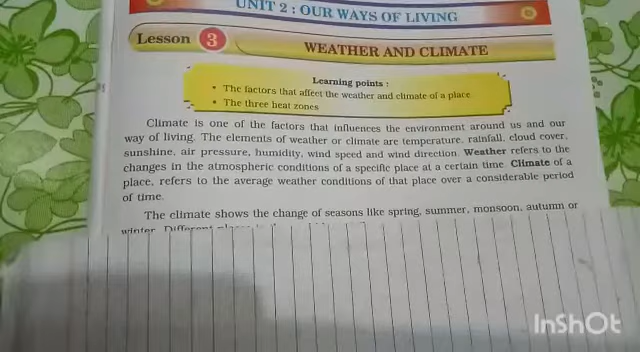 UNIT 2 : OUR WAYS OF LIVING
Lesson 3
WEATHER AND CLIMATE
Learning points :
• The factors that affect the weather and climate of a place
• The three heat zones
Climate is one of the factors that influences the environment around us and our
way of living. The elements of weather or climate are temperature, rainfall, cloud cover,
sunshine, air pressure, humidity, wind speed and wind direction. Weather refers to the
changes in the atmospheric conditions of a specific place at a certain time. Climate of a
place, refers to the average weather conditions of that place over a considerable period
of time.
The climate shows the change of seasons like spring, summer, monsoon, autumn or
winter. Different
InShOt